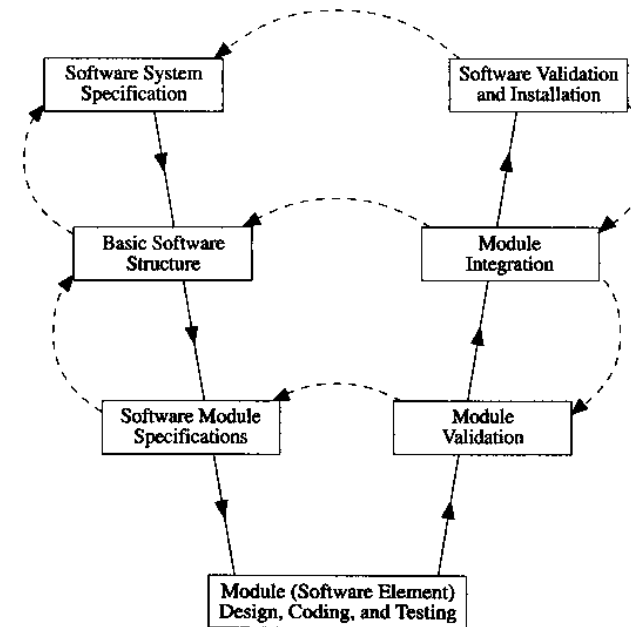 Software System
Specification
Software Validation
and Installation
Basic Software
Structure
Module
Integration
Software Module
Specifications
Module
Validation
Module (Software Element)
Design, Coding, and Testing